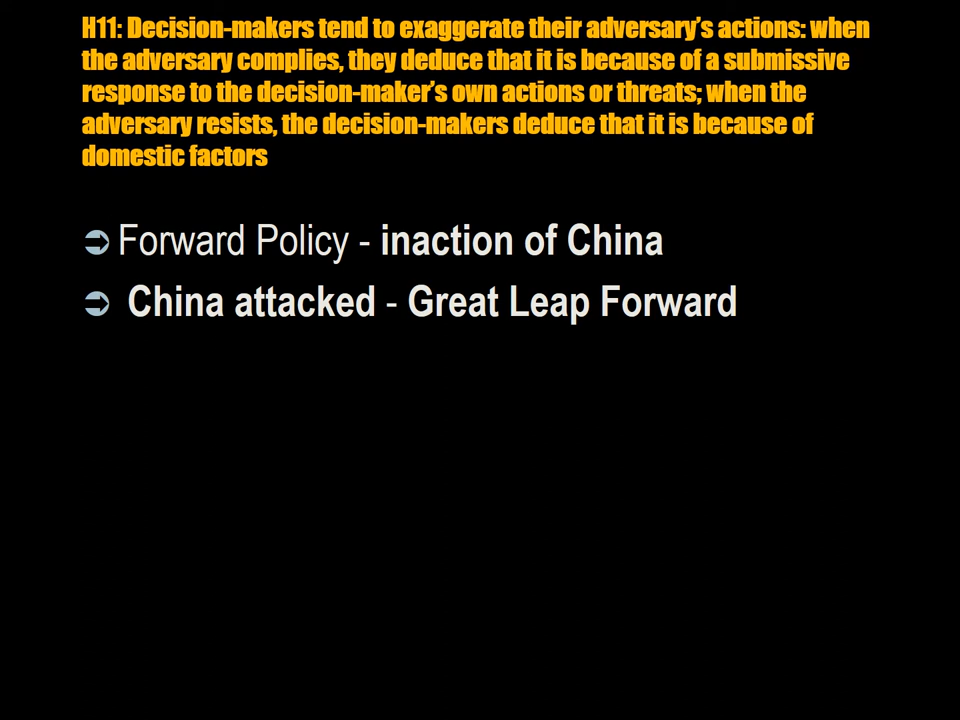 H11: Decision-makers tend to exaggerate their adversary's actions: when
the adversary complies, they deduce that it is because of a submissive
response to the decision-maker's own actions or threats; when the
adversary resists, the decision-makers deduce that it is because of
domestic factors
➲ Forward Policy - inaction of China
➲ China attacked - Great Leap Forward